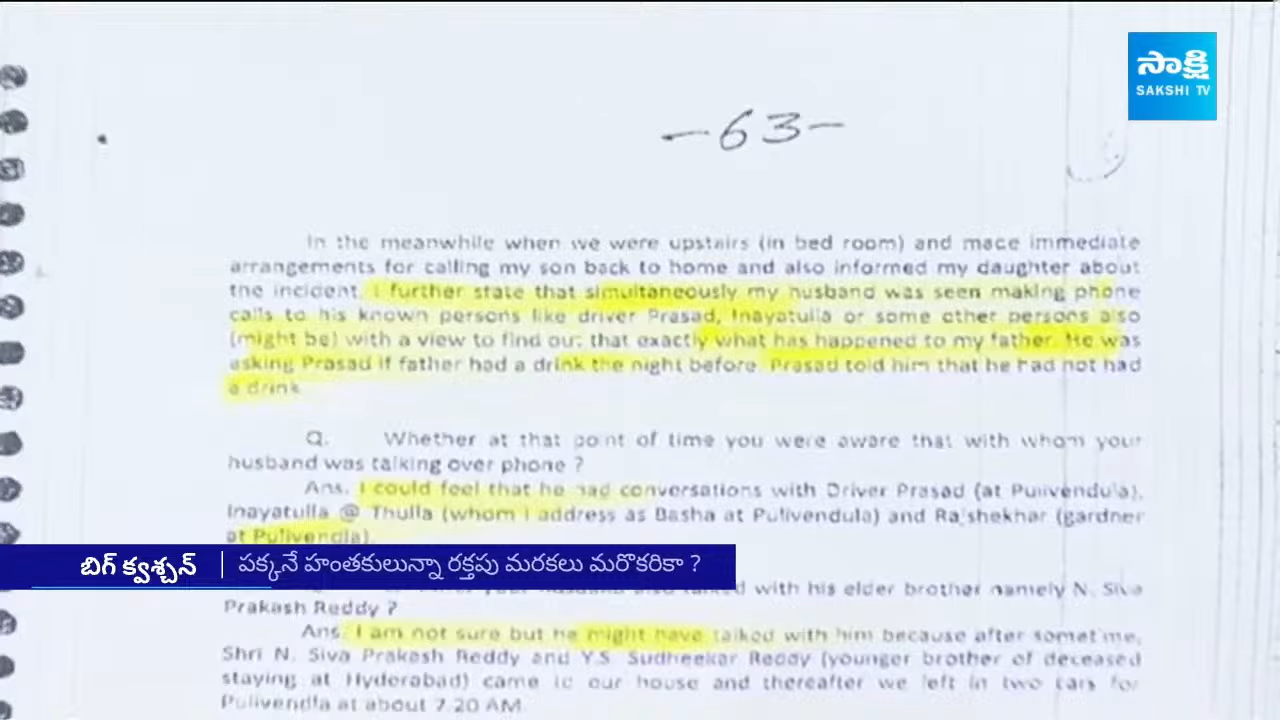 సాక్షి
SAKSHI TV
-63-
In the meanwhile when we were upstairs (in bed room) and mace immediate
arrangements for calling my son back to home and also informed my daughter about
the incident. I further state that simultaneously my husband was seen making phone
calls to his known persons like driver Prasad, Inayatulla or some other persons also
(might be) with a view to find out that exactly what has happened to my father. He was
asking Prasad if father had a drink the night before. Prasad told him that he had not had
a drink.
Q. Whether at that point of time you were aware that with whom your
husband was talking over phone ?
Ans. I could feel that he had conversations with Driver Prasad (at Pulivendula),
Inayatulla @ Thulla (whom I address as Basha at Pulivendula) and Rajshekhar (gardner
at Pulivendla).
బిగ్ క్వశ్చన్ పక్కనే హంతకులున్నా రక్తపు మరకలు మరొకరికా ?
with his elder brother namely N. Siva
Prakash Reddy ?
Ans. I am not sure but he might have talked with him because after sometime,
Shri N. Siva Prakash Reddy and Y.S. Sudheekar Reddy (younger brother of deceased
staying at Hyderabad) came to our house and thereafter we left in two cars for
Pulivendla at about 7.20 AM.